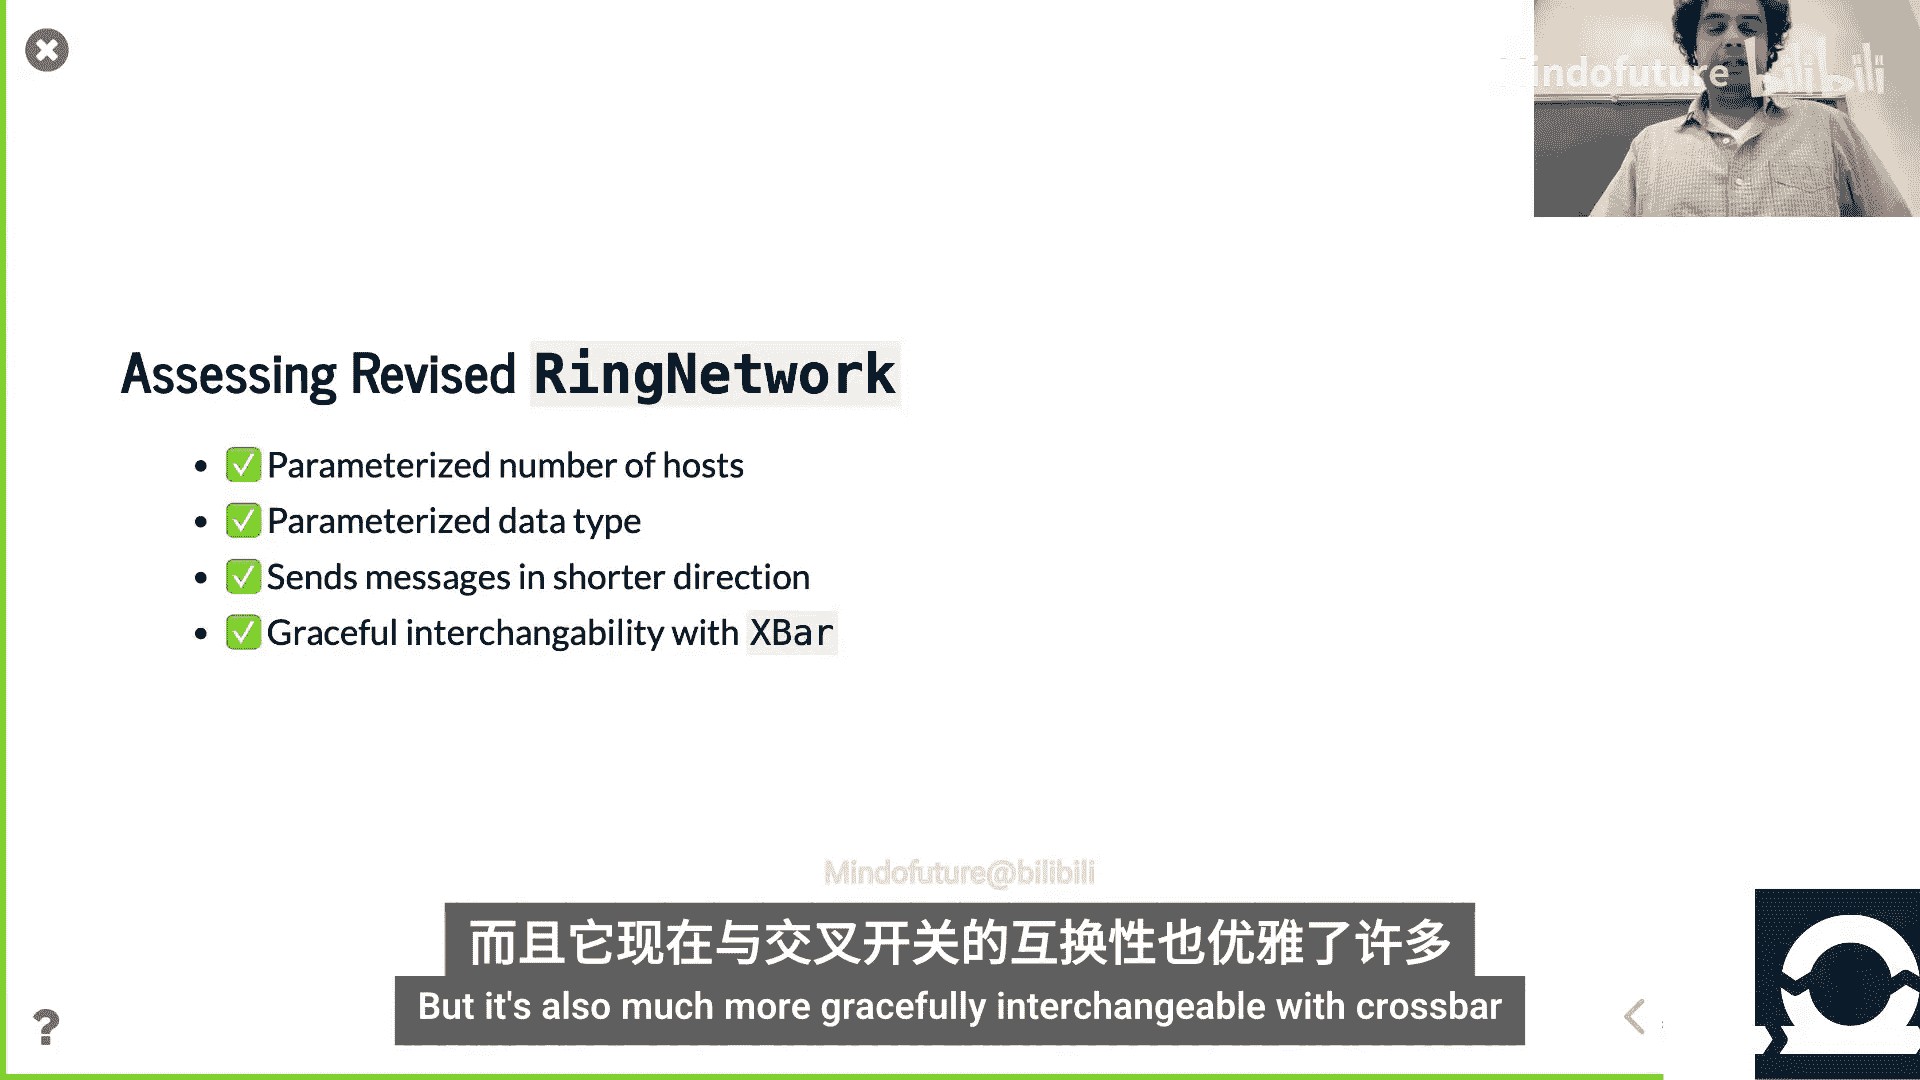 indofuture bilibili
Assessing Revised RingNetwork
✅ Parameterized number of hosts
✅ Parameterized data type
✅ Sends messages in shorter direction
✅ Graceful interchangability with XBar
Mindofuture@bilibili
而且它现在与交叉开关的互换性也优雅了许多
But it's also much more gracefully interchangeable with crossbar
?